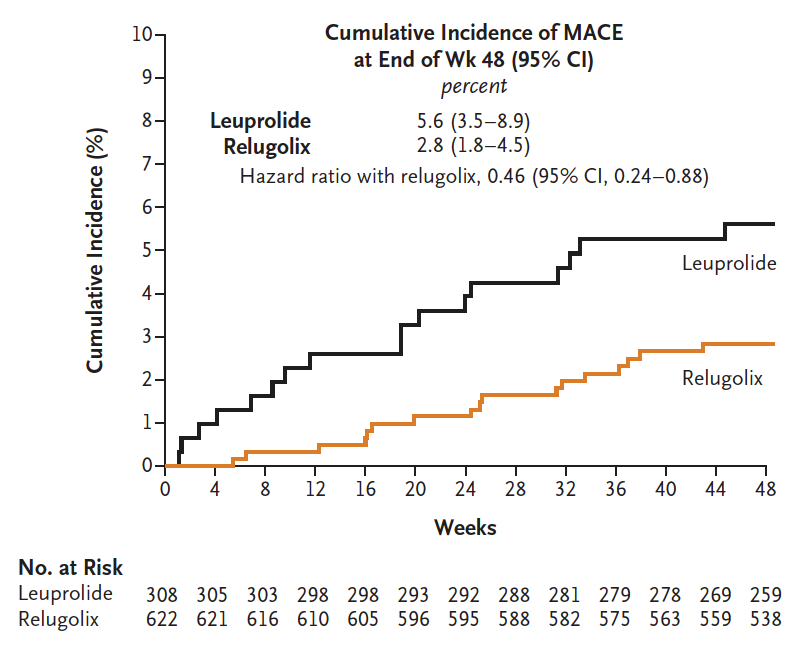 Cumulative Incidence of MACE
at End of Wk 48 (95% CI)
percent
Leuprolide 5.6 (3.5–8.9)
Relugolix 2.8 (1.8–4.5)
Hazard ratio with relugolix, 0.46 (95% CI, 0.24–0.88)
Cumulative Incidence (%)
10
9
8
7
6
5
4
3
2
1
0
Leuprolide
Relugolix
0 4 8 12 16 20 24 28 32 36 40 44 48
Weeks
No. at Risk
Leuprolide 308 305 303 298 298 293 292 288 281 279 278 269 259
Relugolix 622 621 616 610 605 596 595 588 582 575 563 559 538